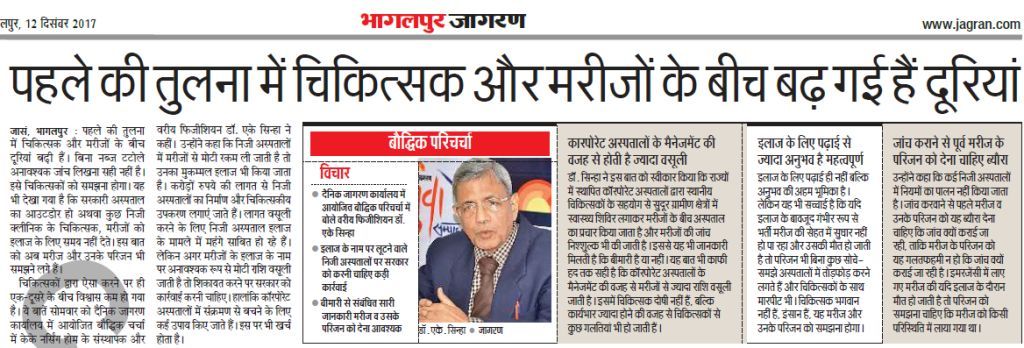 लपुर, 12 दिसंबर 2017
भागलपुर जागरण
www.jagran.com
पहले की तुलना में चिकित्सक और मरीजों के बीच बढ़ गई हैं दूरियां
जासं, भागलपुर : पहले की तुलना
में चिकित्सक और मरीजों के बीच
दूरियां बढ़ी हैं। बिना नब्ज टटोले
अनावश्यक जांच लिखना सही नहीं है।
इसे चिकित्सकों को समझना होगा। यह
भी देखा गया है कि सरकारी अस्पताल
का आउटडोर हो अथवा कुछ निजी
क्लीनिक के चिकित्सक, मरीजों को
इलाज के लिए समय नहीं देते। इस बात
को अब मरीज और उनके परिजन भी
समझने लगे हैं।
चिकित्सकों द्वारा ऐसा करने पर ही
एक-दूसरे के बीच विश्वास कम हो गया
है। ये बातें सोमवार को दैनिक जागरण
कार्यालय में आयोजित बौद्धिक चर्चा
में केके नर्सिंग होम के संस्थापक और
वरीय फिजीशियन डॉ. एके सिन्हा ने
कहीं। उन्होंने कहा कि निजी अस्पतालों
में मरीजों से मोटी रकम ली जाती है तो
उनका मुकम्मल इलाज भी किया जाता
है। करोड़ों रुपये की लागत से निजी
अस्पतालों का निर्माण और चिकित्सकीय
उपकरण लगाएं जाते हैं। लागत वसूली
करने के लिए निजी अस्पताल इलाज
के मामले में महंगे साबित हो रहे हैं।
लेकिन अगर मरीजों के इलाज के नाम
पर अनावश्यक रूप से मोटी राशि वसूली
जाती है तो शिकायत करने पर सरकार को
कार्रवाई करनी चाहिए। हालांकि कॉरपोरेट
अस्पतालों में संक्रमण से बचने के लिए
कई उपाय किए जाते हैं। इस पर भी खर्च
होता है।
बौद्धिक परिचर्चा
विचार
दैनिक जागरण कार्यालय में
आयोजित बौद्धिक परिचर्चा में
बोले वरीय फिजीशियन डॉ.
एके सिन्हा
इलाज के नाम पर लूटने वाले
निजी अस्पतालों पर सरकार
को करनी चाहिए कड़ी
कार्रवाई
बीमारी से संबंधित सारी
जानकारी मरीज व उसके
परिजन को देना आवश्यक
डॉ. एके. सिन्हा ● जागरण
कारपोरेट अस्पतालों के मैनेजमेंट की
वजह से होती है ज्यादा वसूली
डॉ. सिन्हा ने इस बात को स्वीकार किया कि राज्यों
में स्थापित कॉरपोरेट अस्पतालों द्वारा स्थानीय
चिकित्सकों के सहयोग से सुदूर ग्रामीण क्षेत्रों में
स्वास्थ्य शिविर लगाकर मरीजों के बीच अस्पताल
का प्रचार किया जाता है और मरीजों की जांच
निश्शुल्क भी की जाती है। इससे यह भी जानकारी
मिलती है कि बीमारी है या नहीं। यह बात भी काफी
हद तक सही है कि कॉरपोरेट अस्पतालों के
मैनेजमेंट की वजह से मरीजों से ज्यादा राशि वसूली
जाती है। इसमें चिकित्सक दोषी नहीं हैं, बल्कि
कार्यभार ज्यादा होने की वजह से चिकित्सकों से
कुछ गलतियां भी हो जाती हैं।
इलाज के लिए पढ़ाई से
ज्यादा अनुभव है महत्वपूर्ण
इलाज के लिए पढ़ाई ही नहीं बल्कि
अनुभव की अहम भूमिका है।
लेकिन यह भी सच्चाई है कि यदि
इलाज के बावजूद गंभीर रूप से
भर्ती मरीज की सेहत में सुधार नहीं
हो पा रहा और उसकी मौत हो जाती
है तो परिजन भी बिना कुछ सोचे-
समझे अस्पतालों में तोड़फोड़ करने
लगते हैं और चिकित्सकों के साथ
मारपीट भी। चिकित्सक भगवान
नहीं हैं, इंसान हैं, यह मरीज और
उनके परिजन को समझना होगा।
जांच कराने से पूर्व मरीज के
परिजन को देना चाहिए ब्यौरा
उन्होंने कहा कि कई निजी अस्पतालों
में नियमों का पालन नहीं किया जाता
है। जांच करवाने से पहले मरीज व
उनके परिजन को यह ब्यौरा देना
चाहिए कि जांच क्यों कराई जा
रही, ताकि मरीज के परिजन को
यह गलतफहमी न हो कि जांच क्यों
कराई जा रही है। इमरजेंसी में लाए
गए मरीज की यदि इलाज के दौरान
मौत हो जाती है तो परिजन को
समझना चाहिए कि मरीज को किसी
परिस्थिति में लाया गया था।